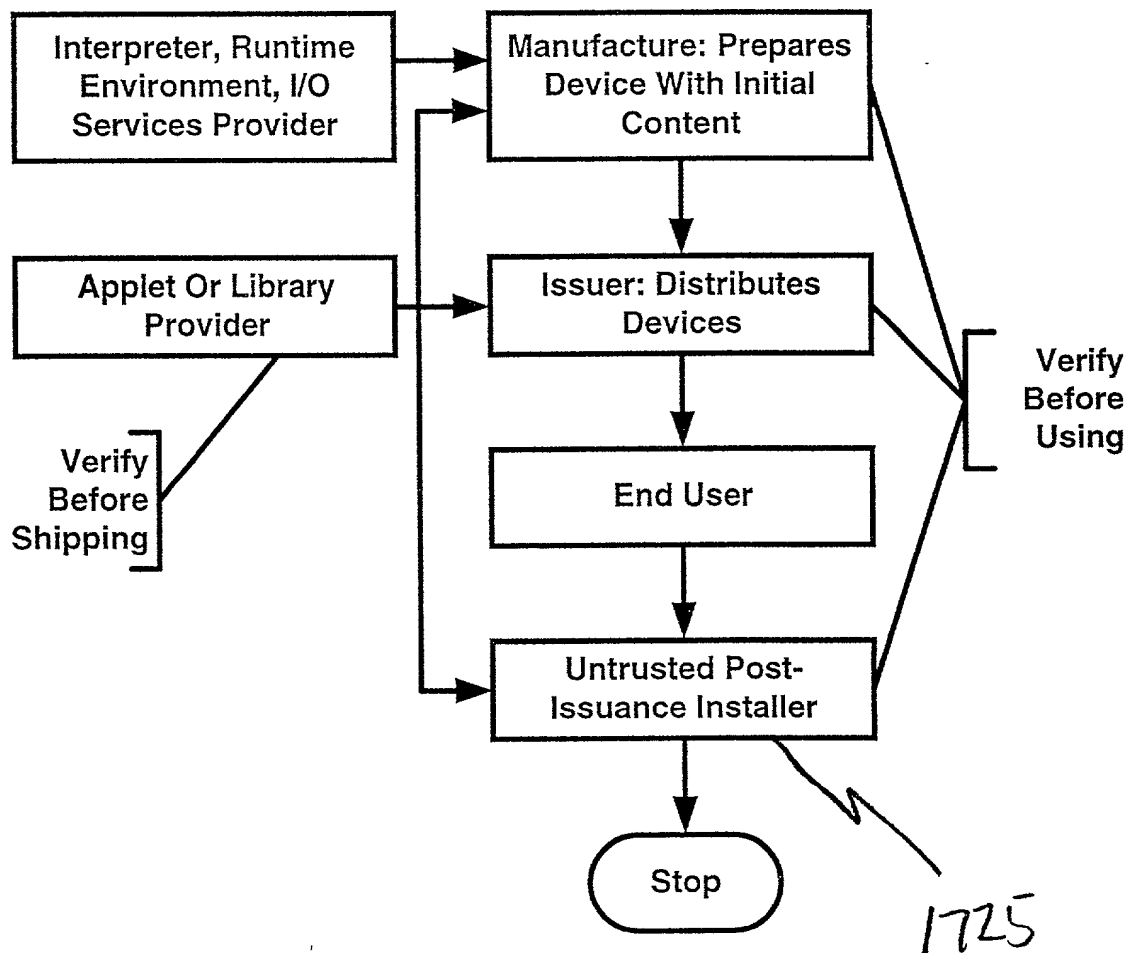 Interpreter, Runtime
Environment, I/O
Services Provider
Manufacture: Prepares
Device With Initial
Content
Applet Or Library
Provider
Issuer: Distributes
Devices
Verify
Before
Using
Verify
Before
Shipping
End User
Untrusted Post-
Issuance Installer
Stop
1725